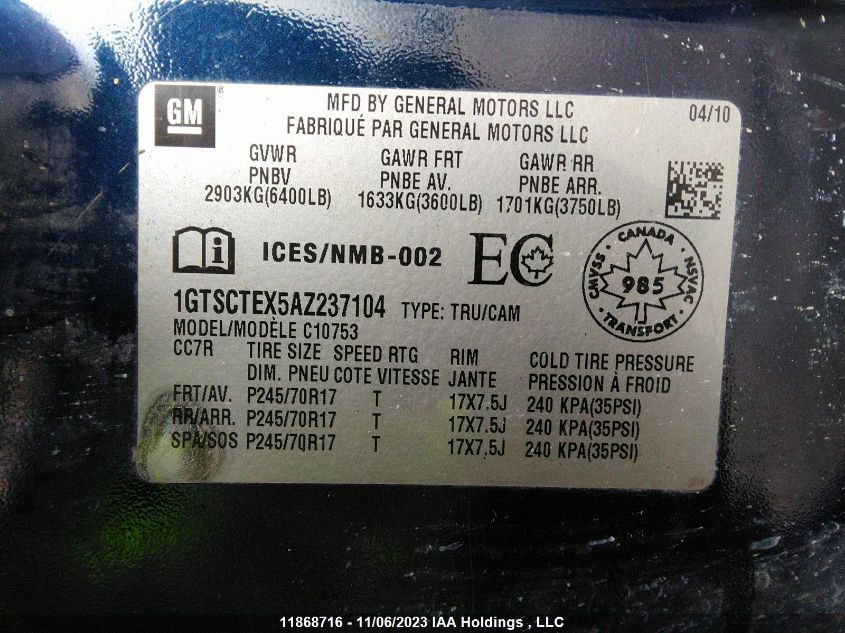 GM
MFD BY GENERAL MOTORS LLC
FABRIQUÉ PAR GENERAL MOTORS LLC
04/10
GVWR GAWR FRT GAWR RR
PNBV PNBE AV. PNBE ARR.
2903KG(6400LB) 1633KG(3600LB) 1701KG(3750LB)
i ICES/NMB-002 EC
CANADA
CMVSS 985 NSVAC
TRANSPORT
1GTSCTEX5AZ237104 TYPE: TRU/CAM
MODEL/MODÈLE C10753
CC7R TIRE SIZE SPEED RTG RIM COLD TIRE PRESSURE
DIM. PNEU COTE VITESSE JANTE PRESSION À FROID
FRT/AV. P245/70R17 T 17X7.5J 240 KPA(35PSI)
RR/ARR. P245/70R17 T 17X7.5J 240 KPA(35PSI)
SPA/SOS P245/70R17 T 17X7.5J 240 KPA(35PSI)
11868716 - 11/06/2023 IAA Holdings , LLC